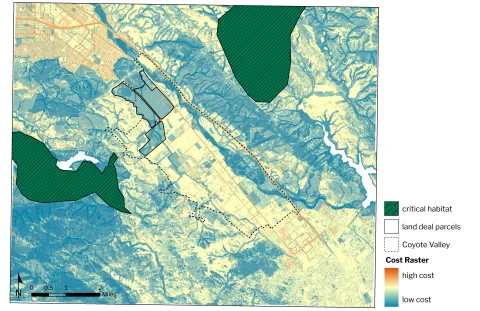 critical habitat
land deal parcels
Coyote Valley
Cost Raster
high cost
low cost
N
0 0.5 1 2
Miles